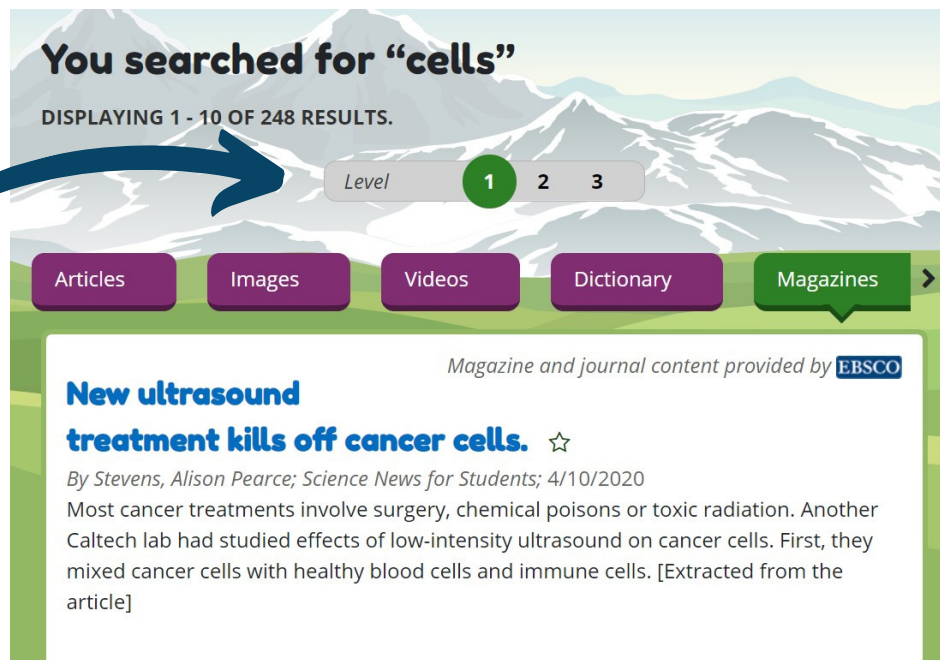 You searched for “cells”
DISPLAYING 1 - 10 OF 248 RESULTS.
Level 1 2 3
Articles Images Videos Dictionary Magazines
Magazine and journal content provided by EBSCO
New ultrasound
treatment kills off cancer cells.
By Stevens, Alison Pearce; Science News for Students; 4/10/2020
Most cancer treatments involve surgery, chemical poisons or toxic radiation. Another
Caltech lab had studied effects of low-intensity ultrasound on cancer cells. First, they
mixed cancer cells with healthy blood cells and immune cells. [Extracted from the
article]